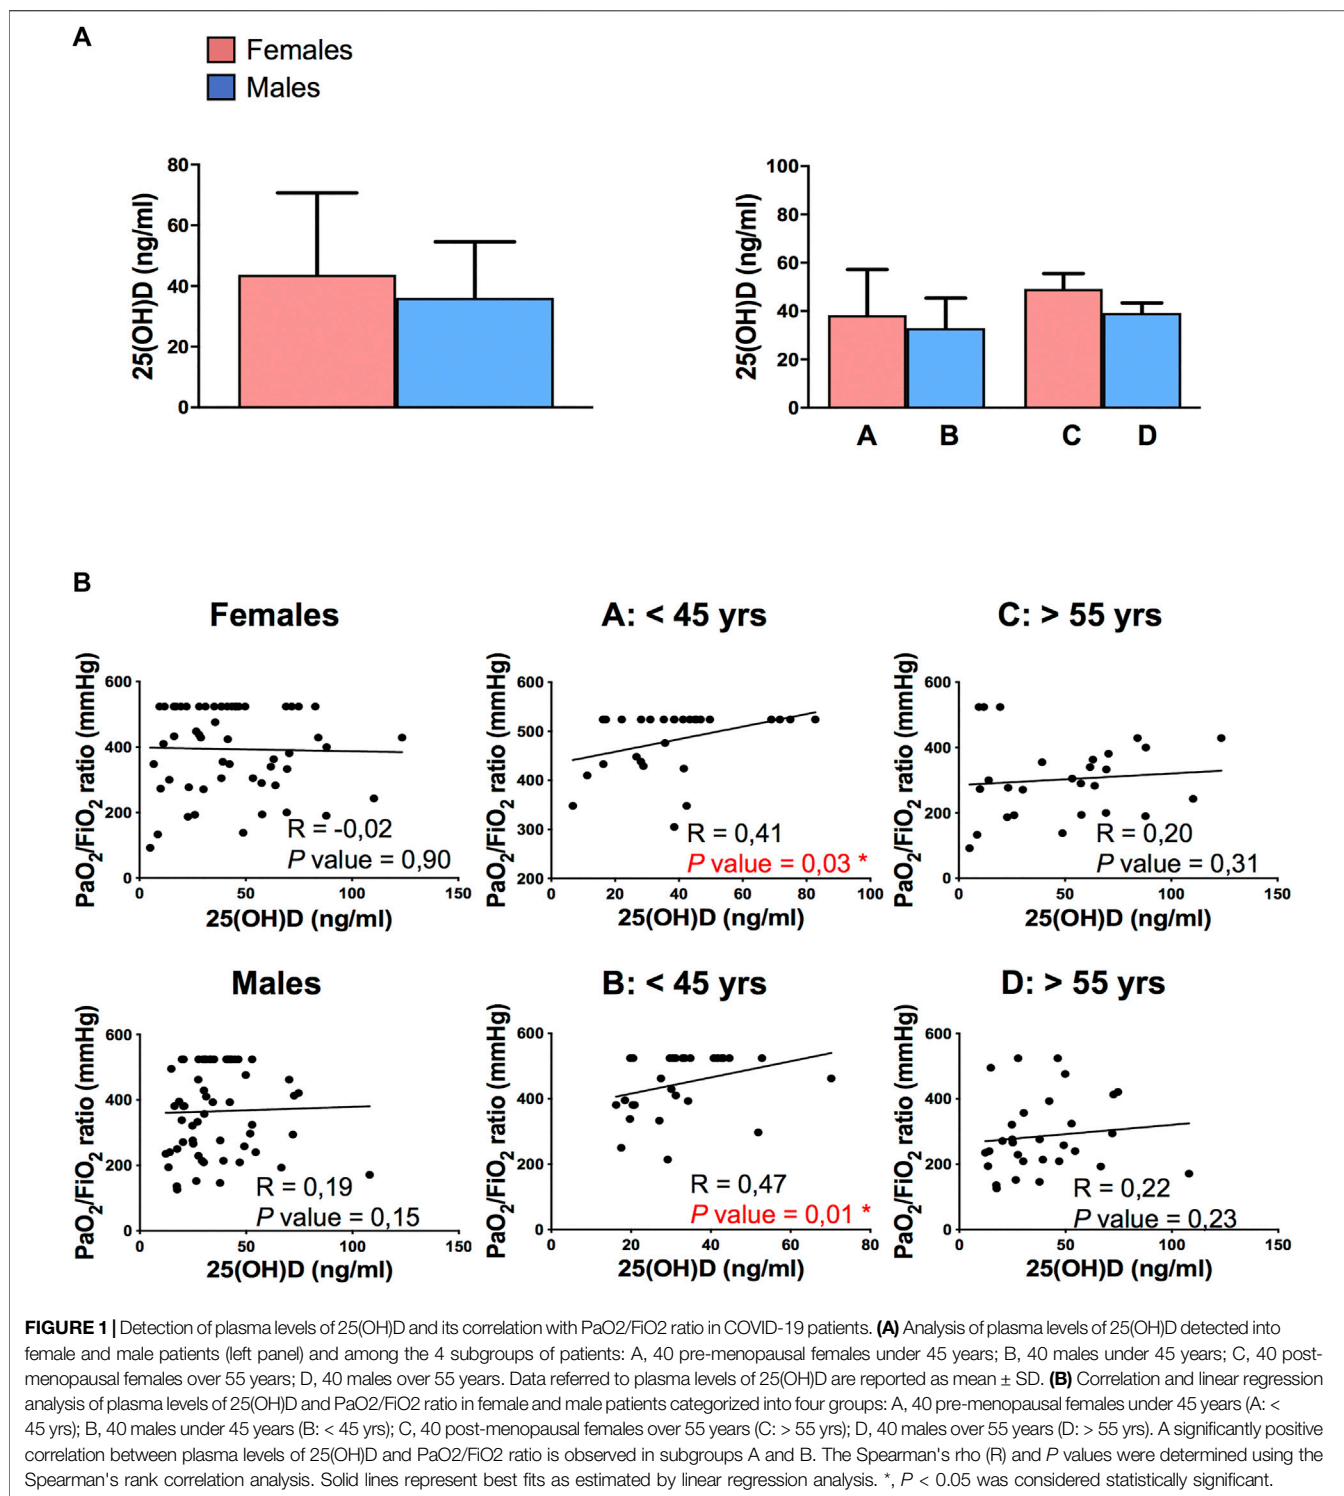 A
Females
Males
80
60
40
20
0
25(OH)D (ng/ml)
100
80
60
40
20
0
25(OH)D (ng/ml)
A B C D
B
Females
PaO2/FiO2 ratio (mmHg)
600
400
200
0
R = -0,02
P value = 0,90
0 50 100 150
25(OH)D (ng/ml)
A: < 45 yrs
PaO2/FiO2 ratio (mmHg)
600
500
400
300
200
R = 0,41
P value = 0,03 *
0 20 40 60 80 100
25(OH)D (ng/ml)
C: > 55 yrs
PaO2/FiO2 ratio (mmHg)
600
400
200
0
R = 0,20
P value = 0,31
0 50 100 150
25(OH)D (ng/ml)
Males
PaO2/FiO2 ratio (mmHg)
600
400
200
0
R = 0,19
P value = 0,15
0 50 100 150
25(OH)D (ng/ml)
B: < 45 yrs
PaO2/FiO2 ratio (mmHg)
600
400
200
0
R = 0,47
P value = 0,01 *
0 20 40 60 80
25(OH)D (ng/ml)
D: > 55 yrs
PaO2/FiO2 ratio (mmHg)
600
400
200
0
R = 0,22
P value = 0,23
0 50 100 150
25(OH)D (ng/ml)
FIGURE 1 | Detection of plasma levels of 25(OH)D and its correlation with PaO2/FiO2 ratio in COVID-19 patients. (A) Analysis of plasma levels of 25(OH)D detected into
female and male patients (left panel) and among the 4 subgroups of patients: A, 40 pre-menopausal females under 45 years; B, 40 males under 45 years; C, 40 post-
menopausal females over 55 years; D, 40 males over 55 years. Data referred to plasma levels of 25(OH)D are reported as mean ± SD. (B) Correlation and linear regression
analysis of plasma levels of 25(OH)D and PaO2/FiO2 ratio in female and male patients categorized into four groups: A, 40 pre-menopausal females under 45 years (A: <
45 yrs); B, 40 males under 45 years (B: < 45 yrs); C, 40 post-menopausal females over 55 years (C: > 55 yrs); D, 40 males over 55 years (D: > 55 yrs). A significantly positive
correlation between plasma levels of 25(OH)D and PaO2/FiO2 ratio is observed in subgroups A and B. The Spearman's rho (R) and P values were determined using the
Spearman's rank correlation analysis. Solid lines represent best fits as estimated by linear regression analysis. *, P < 0.05 was considered statistically significant.